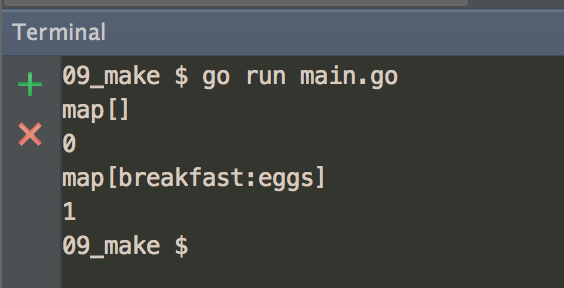 Terminal
09_make $ go run main.go
map[]
0
map[breakfast:eggs]
1
09_make $